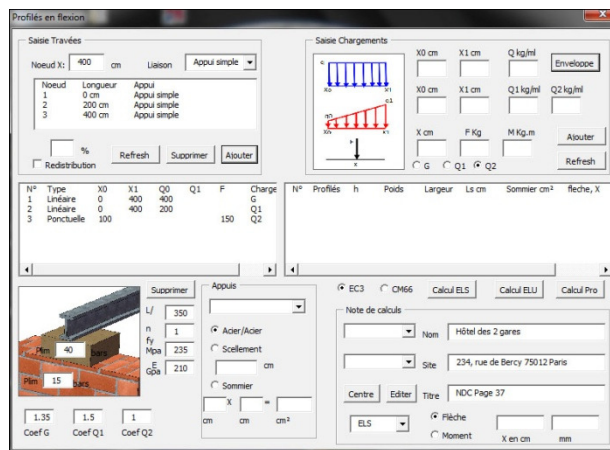 Profilés en flexion
Saisie Travées
Noeud X: 400 cm Liaison Appui simple
Noeud Longueur Appui
1 0 cm Appui simple
2 200 cm Appui simple
3 400 cm Appui simple
%
Redistribution Refresh Supprimer Ajouter
Saisie Chargements
X0 cm X1 cm Q kg/ml Enveloppe
X0 cm X1 cm Q1 kg/ml Q2 kg/ml
X cm F Kg M Kg.m Ajouter
G Q1 Q2 Refresh
N° Type X0 X1 Q0 Q1 F Charge
1 Linéaire 0 400 400 G
2 Linéaire 0 400 200 Q1
3 Ponctuelle 100 150 Q2
N° Profilés h Poids Largeur Ls cm Sommier cm² fleche, X
EC3 CM66 Calcul ELS Calcul ELU Calcul Pro
Supprimer
L/ 350
n 1
fy Mpa 235
E Gpa 210
Plim 40 bars
Plim 15 bars
1.35 1.5 1
Coef G Coef Q1 Coef Q2
Appuis
Acier/Acier
Scellement
cm
Sommier
X =
cm cm cm²
Note de calculs
Nom Hôtel des 2 gares
Site 234, rue de Bercy 75012 Paris
Centre Editer Titre NDC Page 37
ELS Flèche
Moment X en cm mm